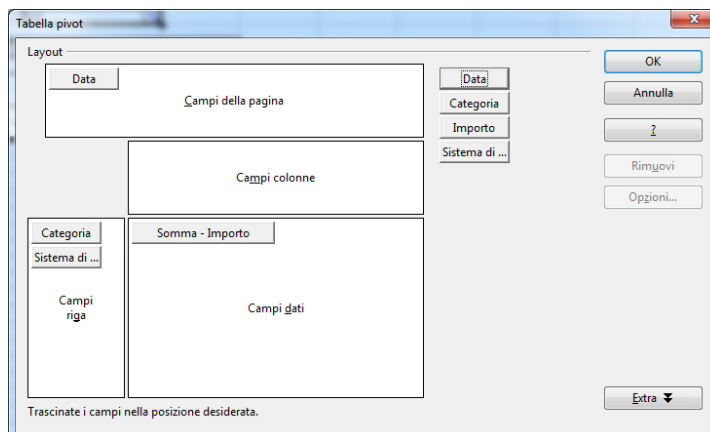 Tabella pivot
Layout
Data
Campi della pagina
Campi colonne
Categoria
Sistema di ...
Campi
riga
Somma - Importo
Campi dati
Data
Categoria
Importo
Sistema di ...
OK
Annulla
?
Rimuovi
Opzioni...
Extra
Trascinate i campi nella posizione desiderata.